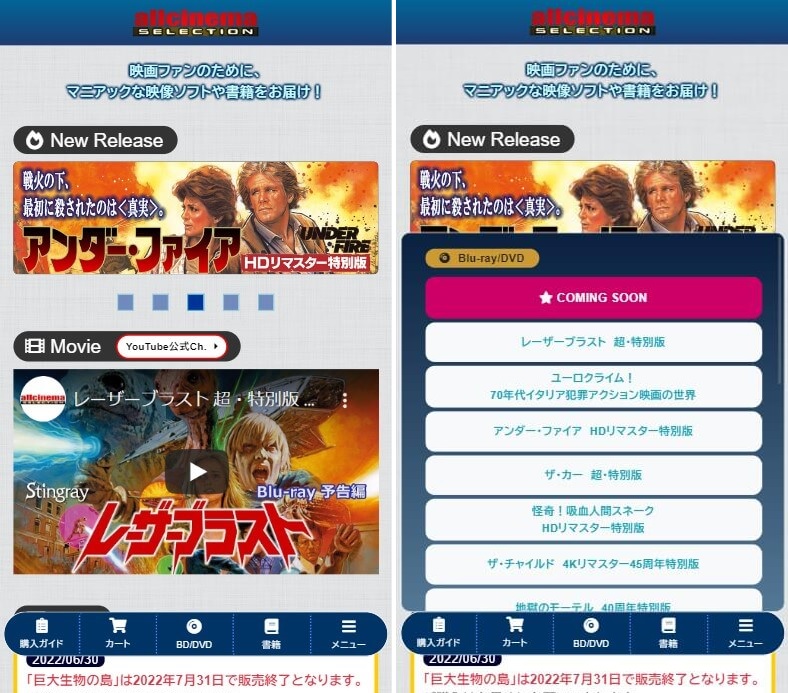 allcinema
SELECTION
映画ファンのために、
マニアックな映像ソフトや書籍をお届け！
New Release
戦火の下、
最初に殺されたのは＜真実＞。
アンダー・ファイア
UNDER
FIRE
HDリマスター特別版
Movie
YouTube公式Ch.
allcinema
SELECTION
レーザーブラスト 超・特別版 ...
Stingray
Blu-ray 予告編
レーザーブラスト
購入ガイド
カート
BD/DVD
書籍
メニュー
2022/06/30
「巨大生物の島」は2022年7月31日で販売終了となります。
allcinema
SELECTION
映画ファンのために、
マニアックな映像ソフトや書籍をお届け！
New Release
戦火の下、
最初に殺されたのは＜真実＞。
UNDER
Blu-ray/DVD
COMING SOON
レーザーブラスト 超・特別版
ユーロクライム！
70年代イタリア犯罪アクション映画の世界
アンダー・ファイア HDリマスター特別版
ザ・カー 超・特別版
怪奇！吸血人間スネーク
HDリマスター特別版
ザ・チャイルド 4Kリマスター45周年特別版
地獄のモーテル 40周年特別版
購入ガイド
カート
BD/DVD
書籍
メニュー
2022/06/30
「巨大生物の島」は2022年7月31日で販売終了となります。